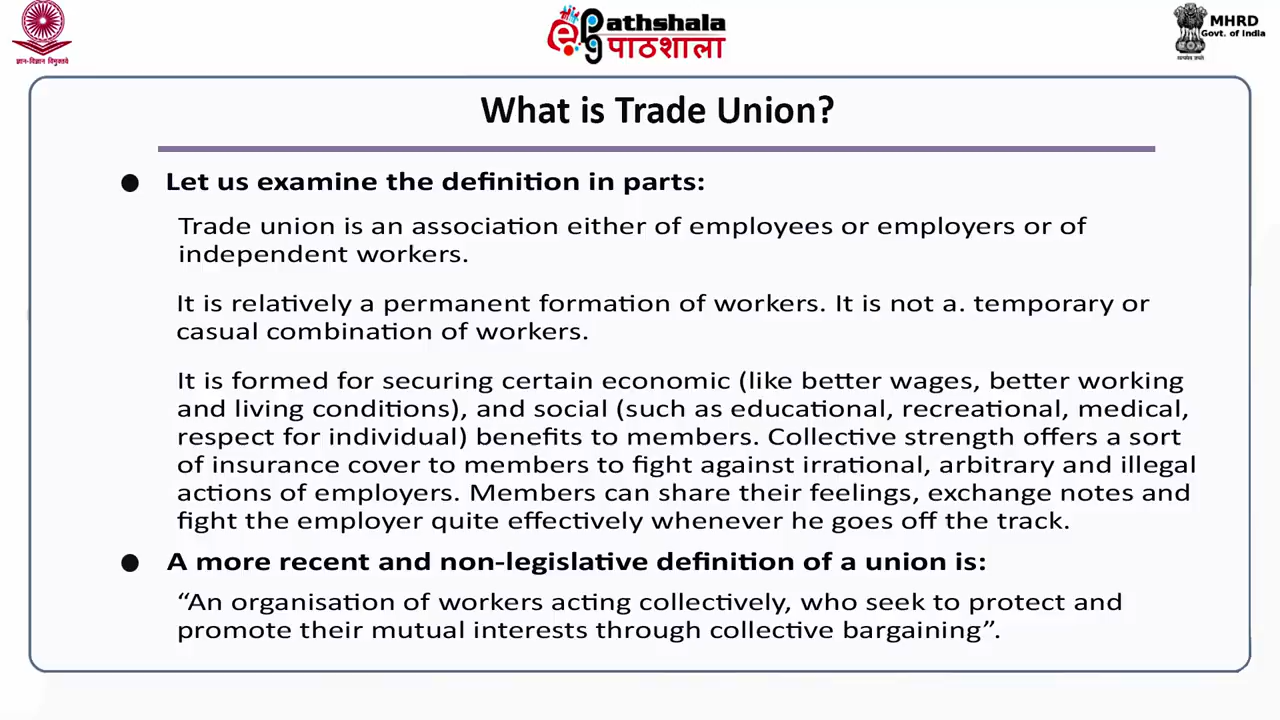 ज्ञान-विज्ञान विमुक्तये
ePathshala
पाठशाला
MHRD
Govt. of India
सत्यमेव जयते
What is Trade Union?
● Let us examine the definition in parts:
Trade union is an association either of employees or employers or of
independent workers.
It is relatively a permanent formation of workers. It is not a. temporary or
casual combination of workers.
It is formed for securing certain economic (like better wages, better working
and living conditions), and social (such as educational, recreational, medical,
respect for individual) benefits to members. Collective strength offers a sort
of insurance cover to members to fight against irrational, arbitrary and illegal
actions of employers. Members can share their feelings, exchange notes and
fight the employer quite effectively whenever he goes off the track.
● A more recent and non-legislative definition of a union is:
“An organisation of workers acting collectively, who seek to protect and
promote their mutual interests through collective bargaining”.